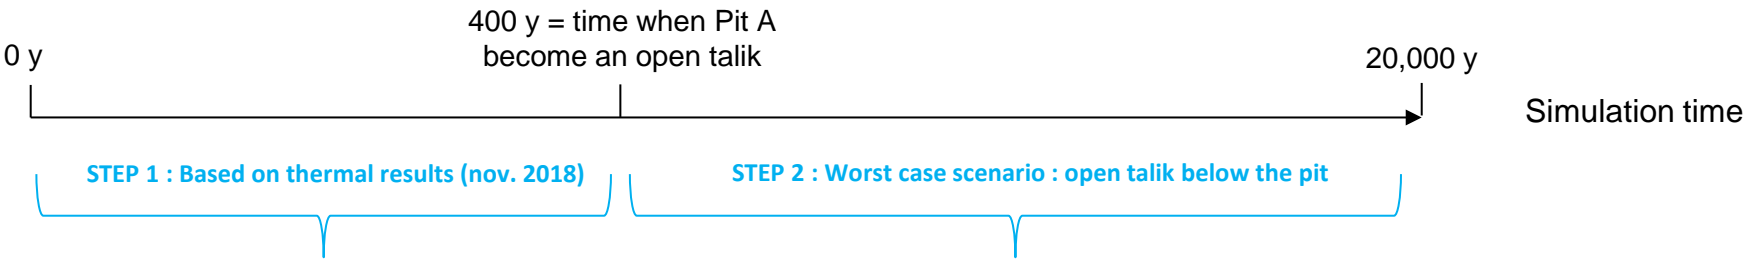 400 y = time when Pit A
become an open talik
0 y
20,000 y
Simulation time
STEP 1 : Based on thermal results (nov. 2018)
STEP 2 : Worst case scenario : open talik below the pit